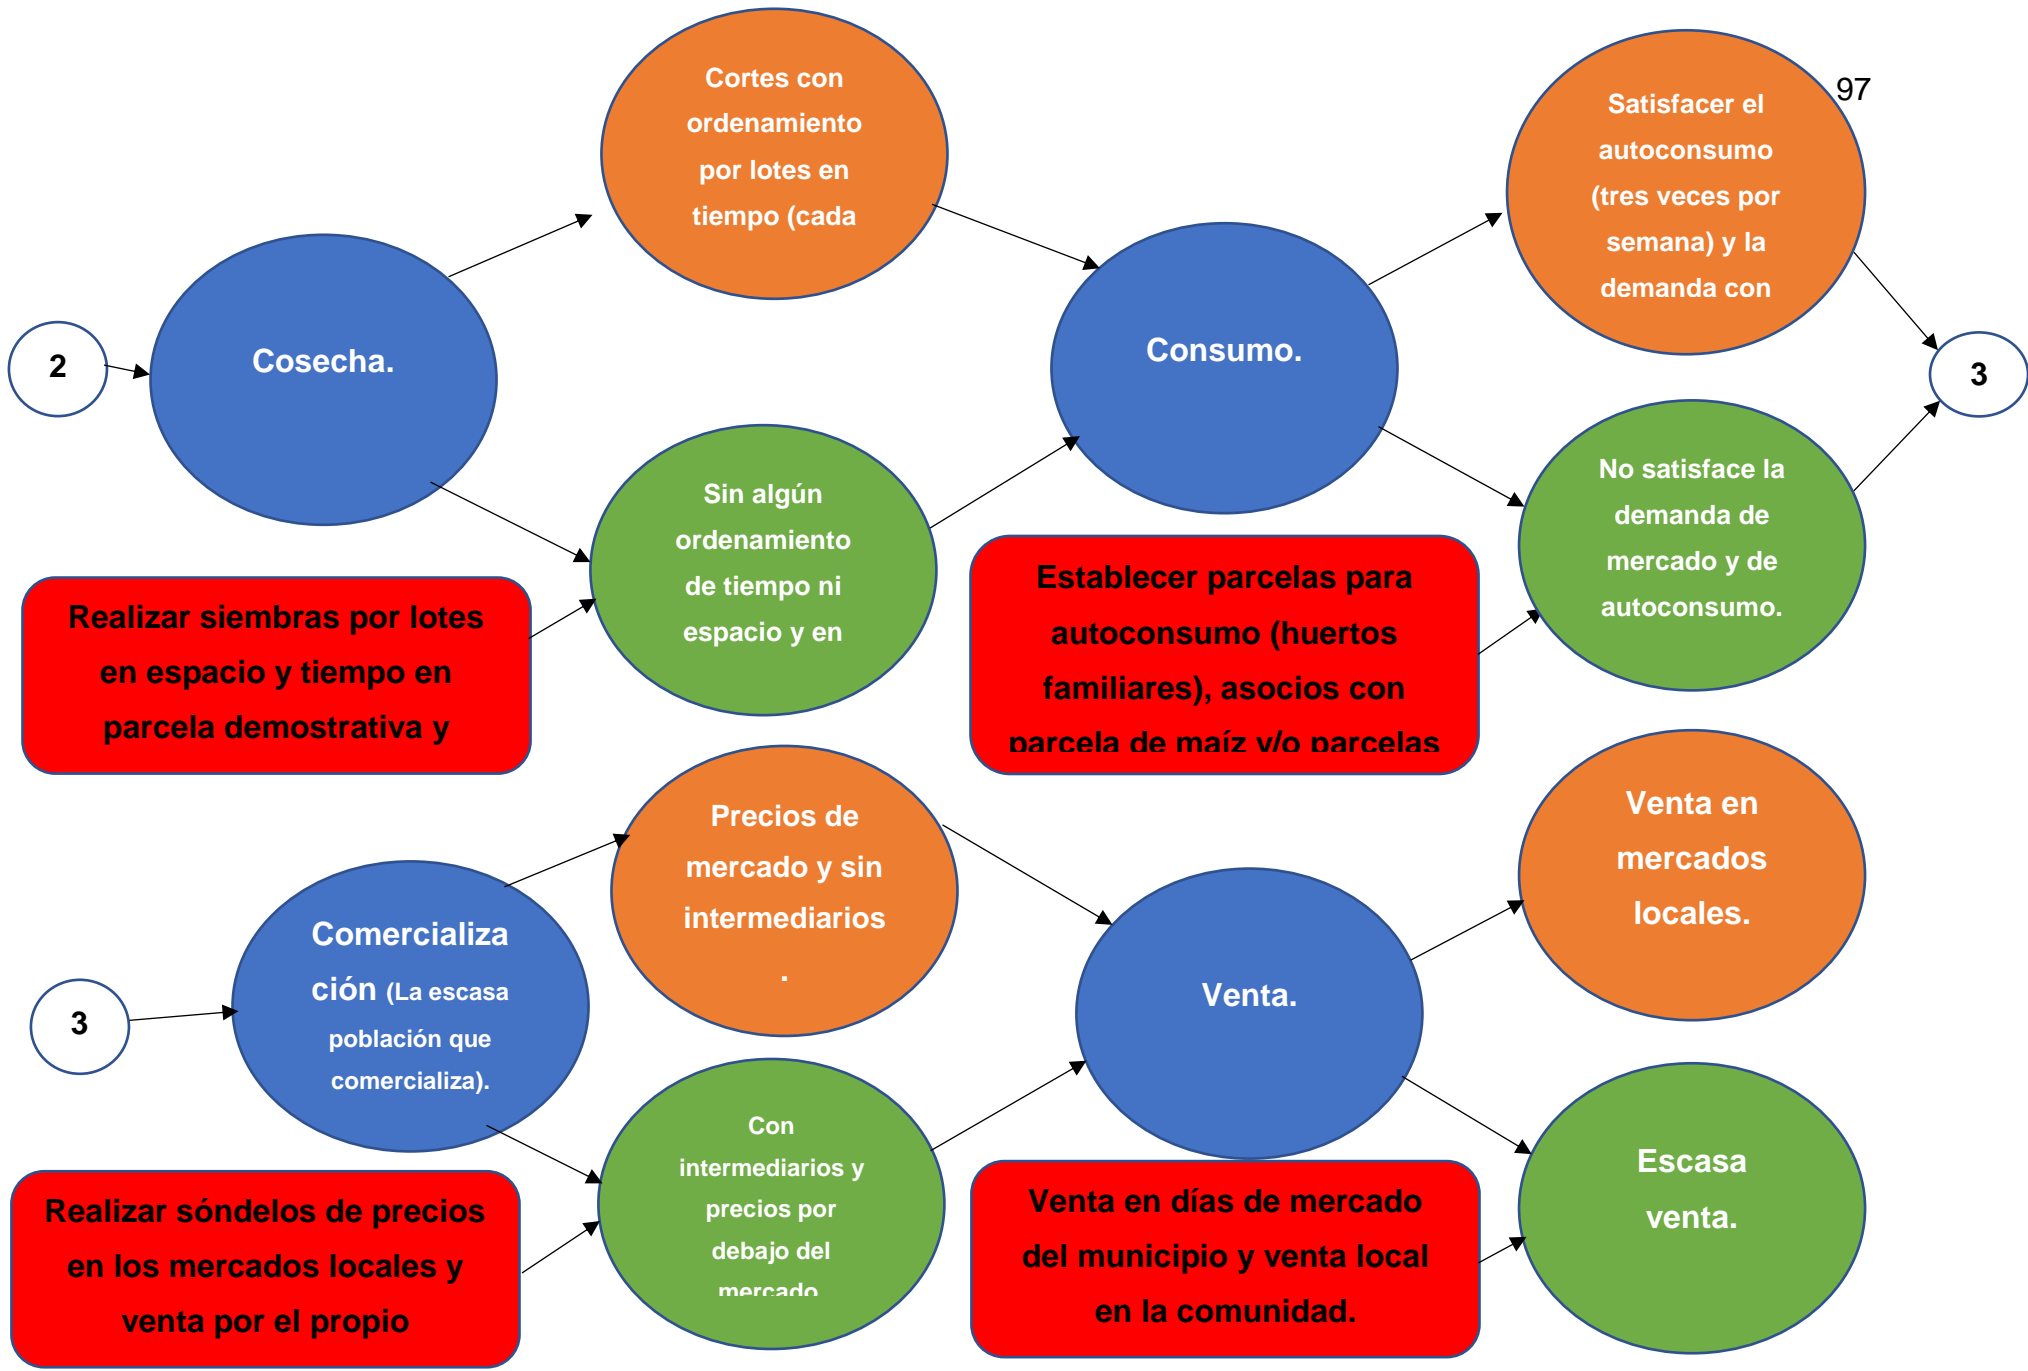 97
Cortes con
ordenamiento
por lotes en
tiempo (cada
Satisfacer el
autoconsumo
(tres veces por
semana) y la
demanda con
2
Cosecha.
Consumo.
3
Sin algún
ordenamiento
de tiempo ni
espacio y en
No satisface la
demanda de
mercado y de
autoconsumo.
Realizar siembras por lotes
en espacio y tiempo en
parcela demostrativa y
Establecer parcelas para
autoconsumo (huertos
familiares), asocios con
parcela de maíz y/o parcelas
Precios de
mercado y sin
intermediarios
.
Venta en
mercados
locales.
3
Comercializa
ción (La escasa
población que
comercializa).
Venta.
Con
intermediarios y
precios por
debajo del
mercado
Escasa
venta.
Realizar sóndelos de precios
en los mercados locales y
venta por el propio
Venta en días de mercado
del municipio y venta local
en la comunidad.